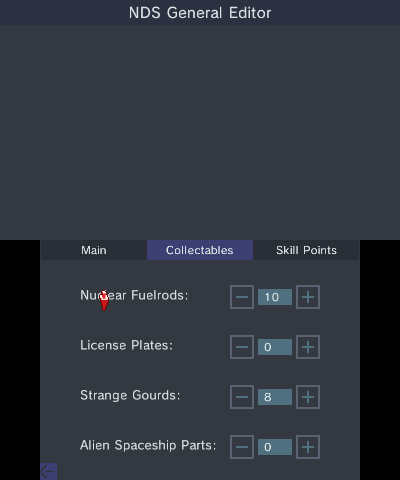 NDS General Editor
Main Collectables Skill Points
Nuclear Fuelrods: 10
License Plates: 0
Strange Gourds: 8
Alien Spaceship Parts: 0